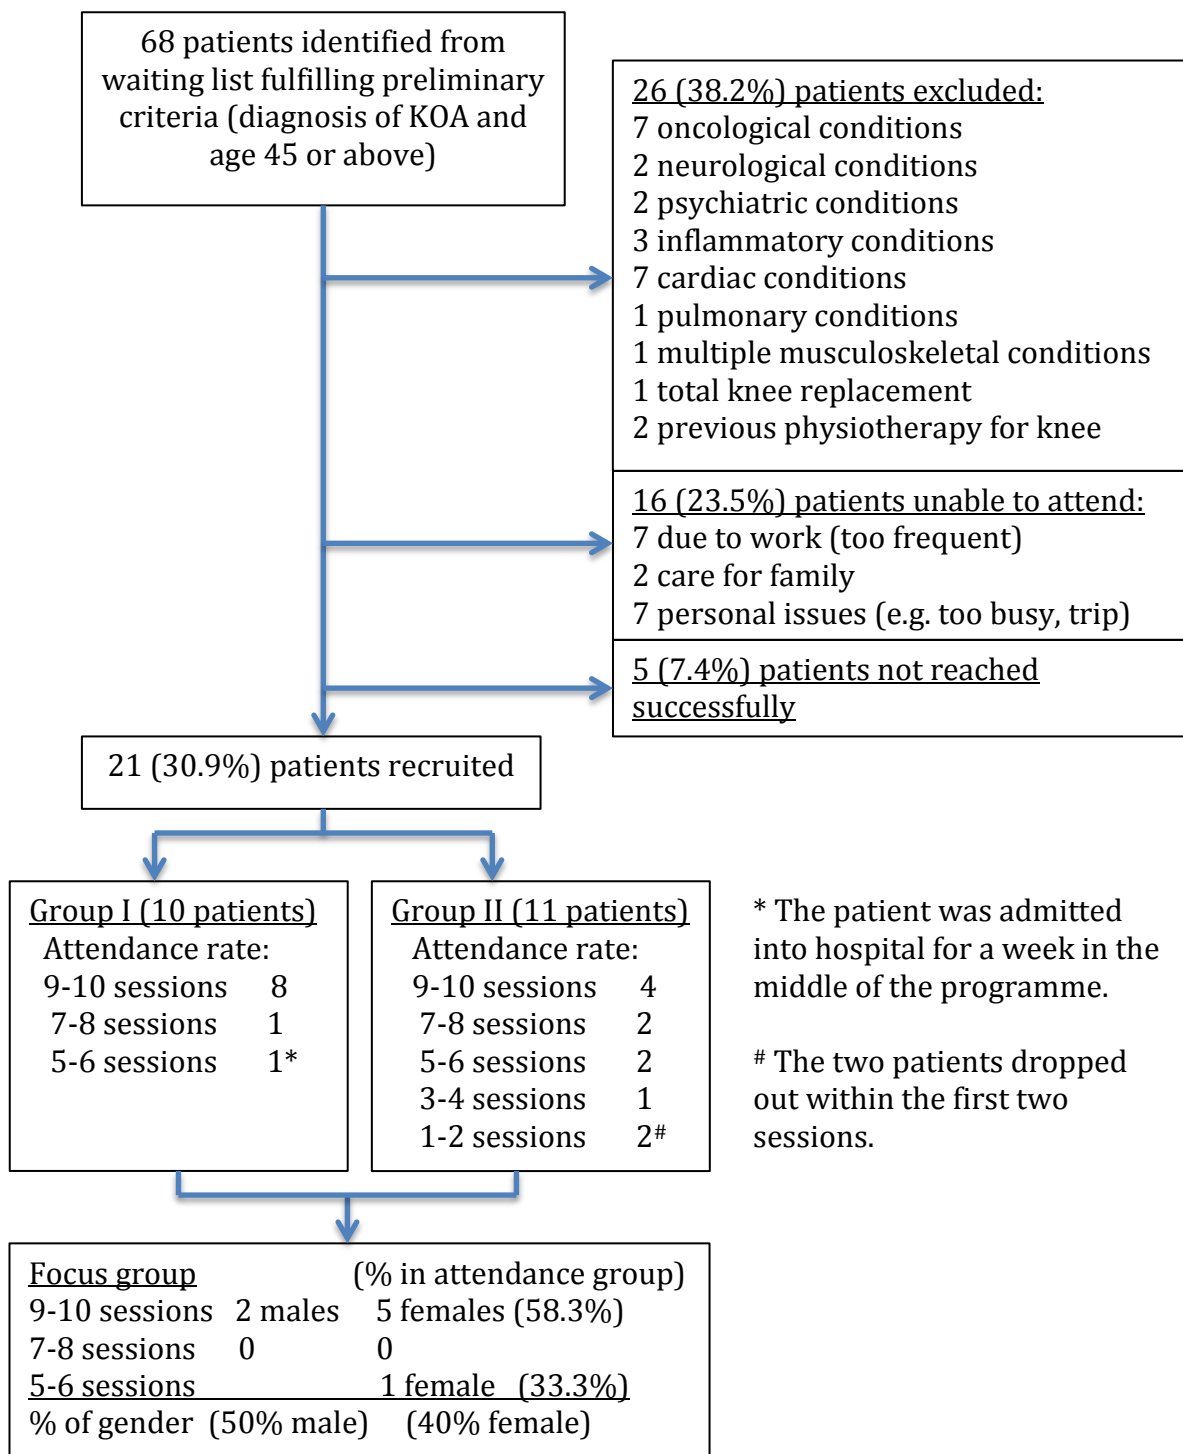 68 patients identified from
waiting list fulfilling preliminary
criteria (diagnosis of KOA and
age 45 or above)
26 (38.2%) patients excluded:
7 oncological conditions
2 neurological conditions
2 psychiatric conditions
3 inflammatory conditions
7 cardiac conditions
1 pulmonary conditions
1 multiple musculoskeletal conditions
1 total knee replacement
2 previous physiotherapy for knee
16 (23.5%) patients unable to attend:
7 due to work (too frequent)
2 care for family
7 personal issues (e.g. too busy, trip)
5 (7.4%) patients not reached
successfully
21 (30.9%) patients recruited
Group I (10 patients)
Attendance rate:
9-10 sessions 8
7-8 sessions 1
5-6 sessions 1*
Group II (11 patients)
Attendance rate:
9-10 sessions 4
7-8 sessions 2
5-6 sessions 2
3-4 sessions 1
1-2 sessions 2#
* The patient was admitted
into hospital for a week in the
middle of the programme.
# The two patients dropped
out within the first two
sessions.
Focus group (% in attendance group)
9-10 sessions 2 males 5 females (58.3%)
7-8 sessions 0 0
5-6 sessions 1 female (33.3%)
% of gender (50% male) (40% female)